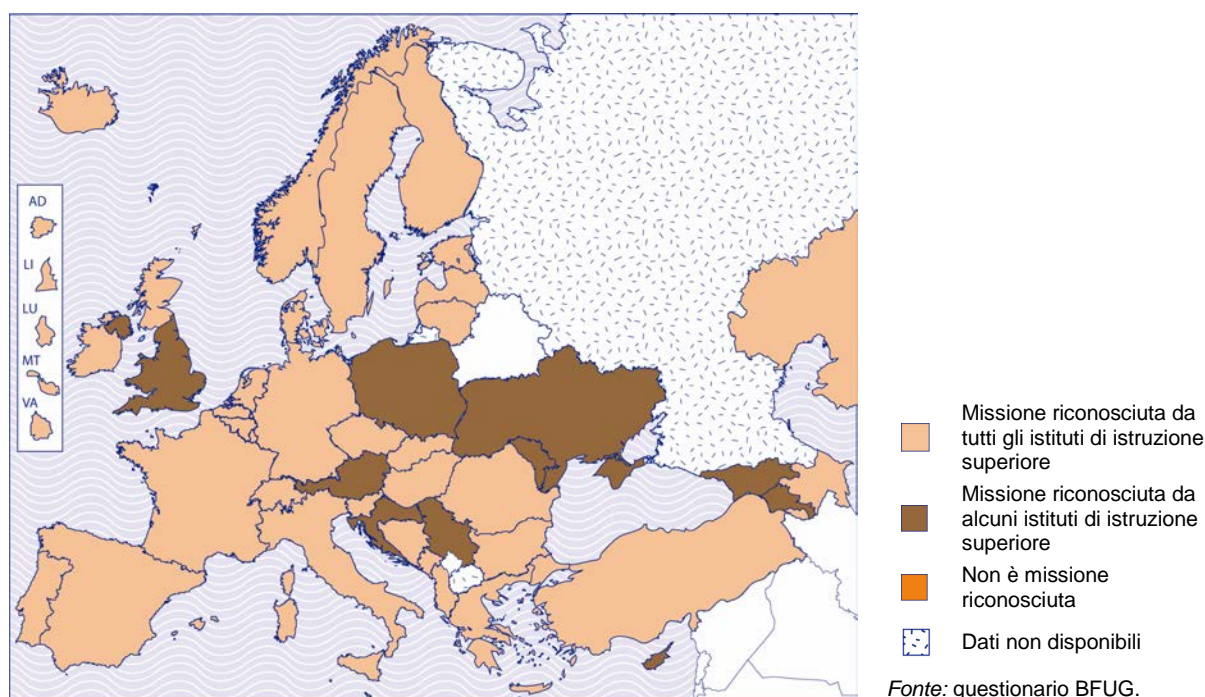 AD
LI
LU
MT
VA
Missione riconosciuta da
tutti gli istituti di istruzione
superiore
Missione riconosciuta da
alcuni istituti di istruzione
superiore
Non è missione
riconosciuta
Dati non disponibili
Fonte: questionario BFUG.